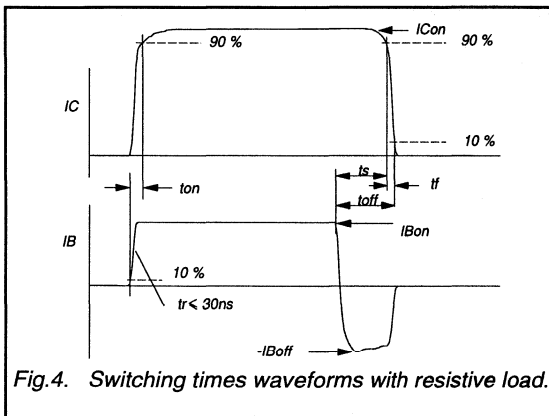 ICon
90 %
90 %
IC
10 %
ts
ton
tf
toff
IBon
IB
10 %
tr ≤ 30ns
-IBoff
Fig.4. Switching times waveforms with resistive load.